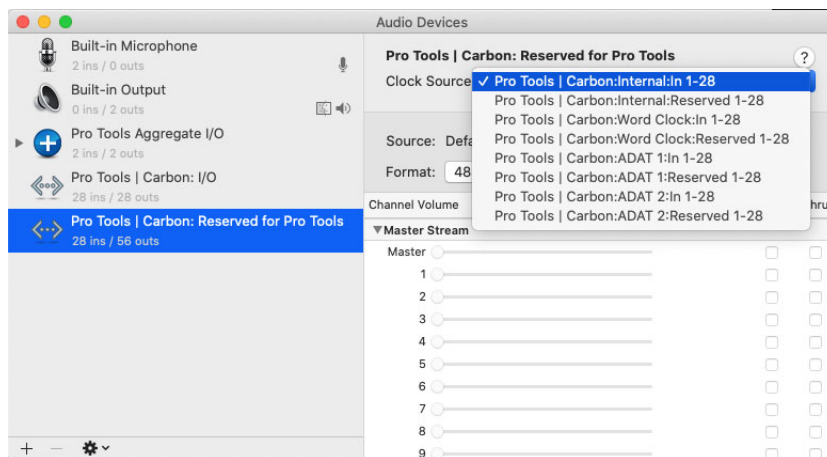 Audio Devices
Built-in Microphone
2 ins / 0 outs
Built-in Output
0 ins / 2 outs
Pro Tools Aggregate I/O
2 ins / 2 outs
Pro Tools | Carbon: I/O
28 ins / 28 outs
Pro Tools | Carbon: Reserved for Pro Tools
28 ins / 56 outs
Pro Tools | Carbon: Reserved for Pro Tools
?
Clock Source
✓ Pro Tools | Carbon:Internal:In 1-28
Pro Tools | Carbon:Internal:Reserved 1-28
Pro Tools | Carbon:Word Clock:In 1-28
Pro Tools | Carbon:Word Clock:Reserved 1-28
Pro Tools | Carbon:ADAT 1:In 1-28
Pro Tools | Carbon:ADAT 1:Reserved 1-28
Pro Tools | Carbon:ADAT 2:In 1-28
Pro Tools | Carbon:ADAT 2:Reserved 1-28
Source: Defa
Format: 48
Channel Volume
hru
Master Stream
Master
1
2
3
4
5
6
7
8
9